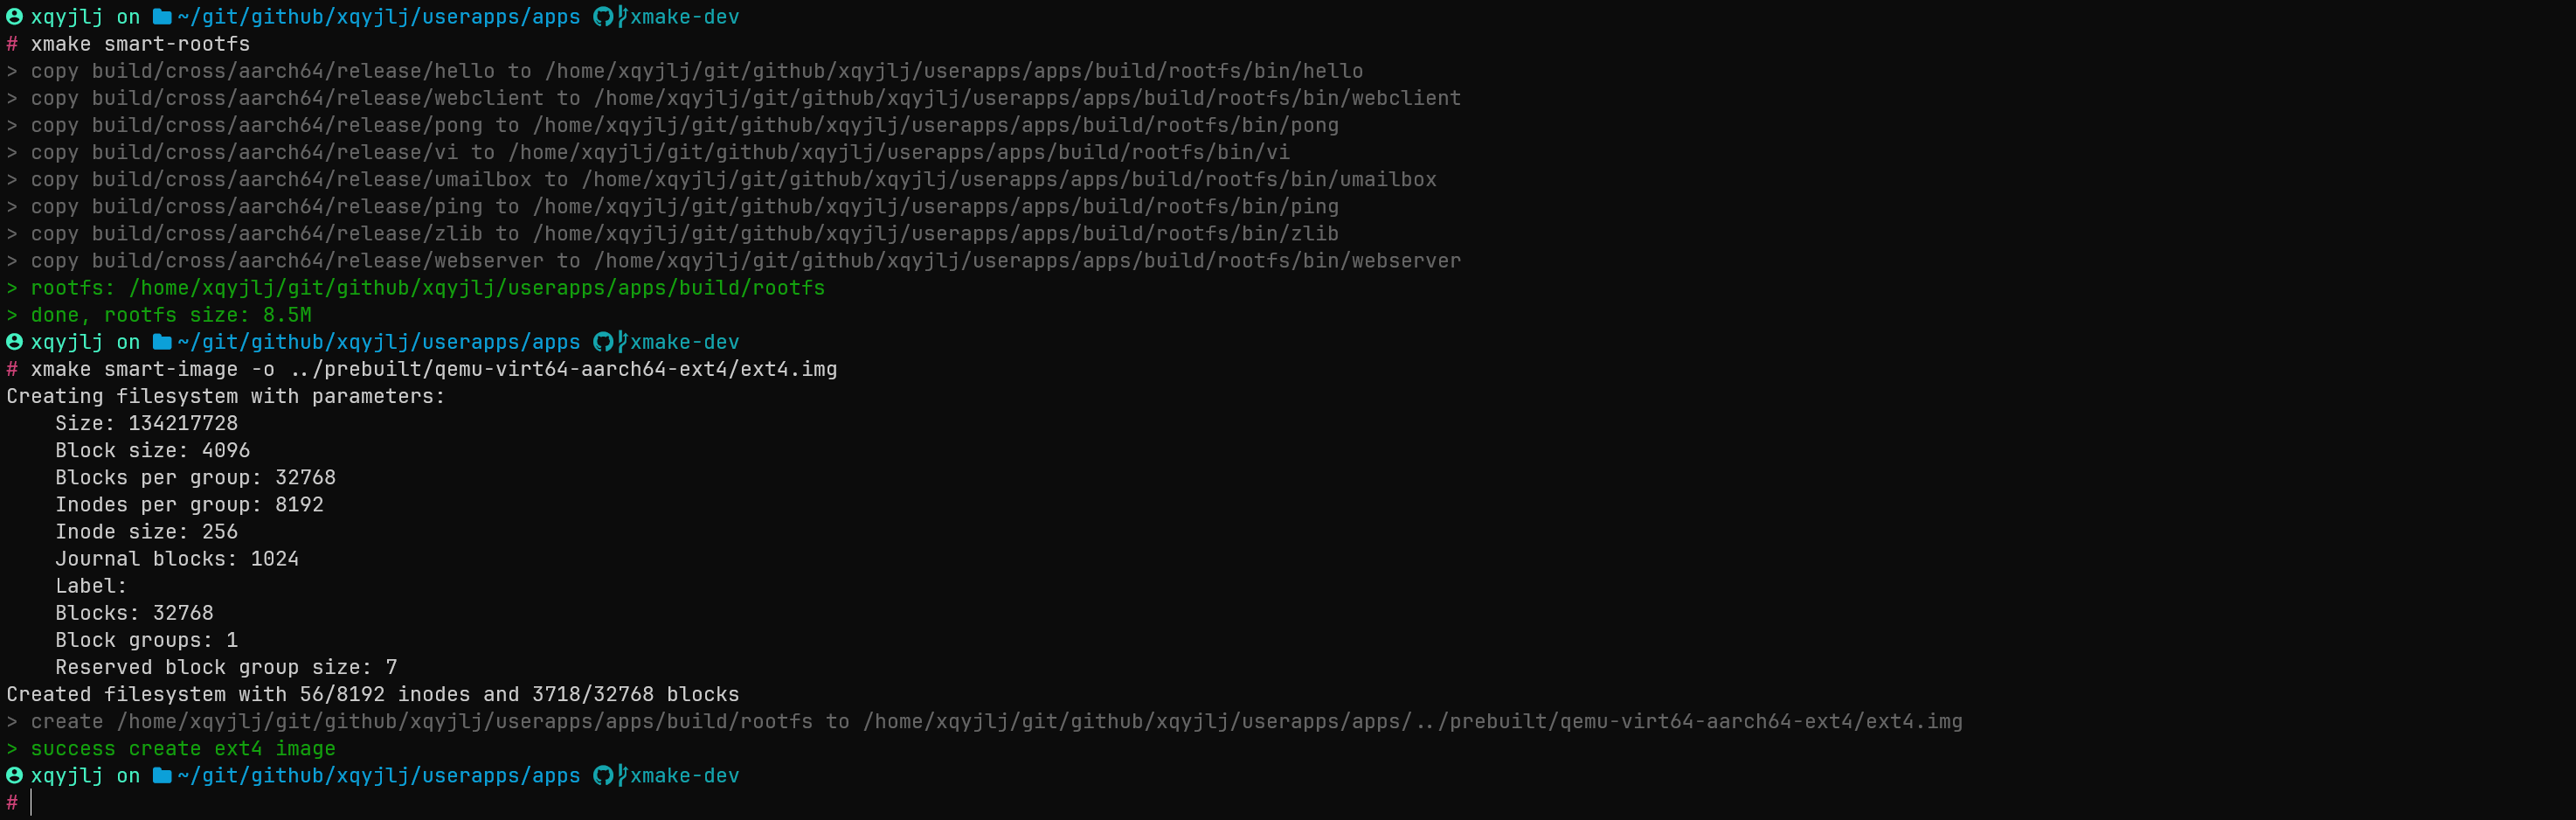 xqyjlj on ~/git/github/xqyjlj/userapps/apps xmake-dev
# xmake smart-rootfs
> copy build/cross/aarch64/release/hello to /home/xqyjlj/git/github/xqyjlj/userapps/apps/build/rootfs/bin/hello
> copy build/cross/aarch64/release/webclient to /home/xqyjlj/git/github/xqyjlj/userapps/apps/build/rootfs/bin/webclient
> copy build/cross/aarch64/release/pong to /home/xqyjlj/git/github/xqyjlj/userapps/apps/build/rootfs/bin/pong
> copy build/cross/aarch64/release/vi to /home/xqyjlj/git/github/xqyjlj/userapps/apps/build/rootfs/bin/vi
> copy build/cross/aarch64/release/umailbox to /home/xqyjlj/git/github/xqyjlj/userapps/apps/build/rootfs/bin/umailbox
> copy build/cross/aarch64/release/ping to /home/xqyjlj/git/github/xqyjlj/userapps/apps/build/rootfs/bin/ping
> copy build/cross/aarch64/release/zlib to /home/xqyjlj/git/github/xqyjlj/userapps/apps/build/rootfs/bin/zlib
> copy build/cross/aarch64/release/webserver to /home/xqyjlj/git/github/xqyjlj/userapps/apps/build/rootfs/bin/webserver
> rootfs: /home/xqyjlj/git/github/xqyjlj/userapps/apps/build/rootfs
> done, rootfs size: 8.5M
xqyjlj on ~/git/github/xqyjlj/userapps/apps xmake-dev
# xmake smart-image -o ../prebuilt/qemu-virt64-aarch64-ext4/ext4.img
Creating filesystem with parameters:
    Size: 134217728
    Block size: 4096
    Blocks per group: 32768
    Inodes per group: 8192
    Inode size: 256
    Journal blocks: 1024
    Label:
    Blocks: 32768
    Block groups: 1
    Reserved block group size: 7
Created filesystem with 56/8192 inodes and 3718/32768 blocks
> create /home/xqyjlj/git/github/xqyjlj/userapps/apps/build/rootfs to /home/xqyjlj/git/github/xqyjlj/userapps/apps/../prebuilt/qemu-virt64-aarch64-ext4/ext4.img
> success create ext4 image
xqyjlj on ~/git/github/xqyjlj/userapps/apps xmake-dev
#